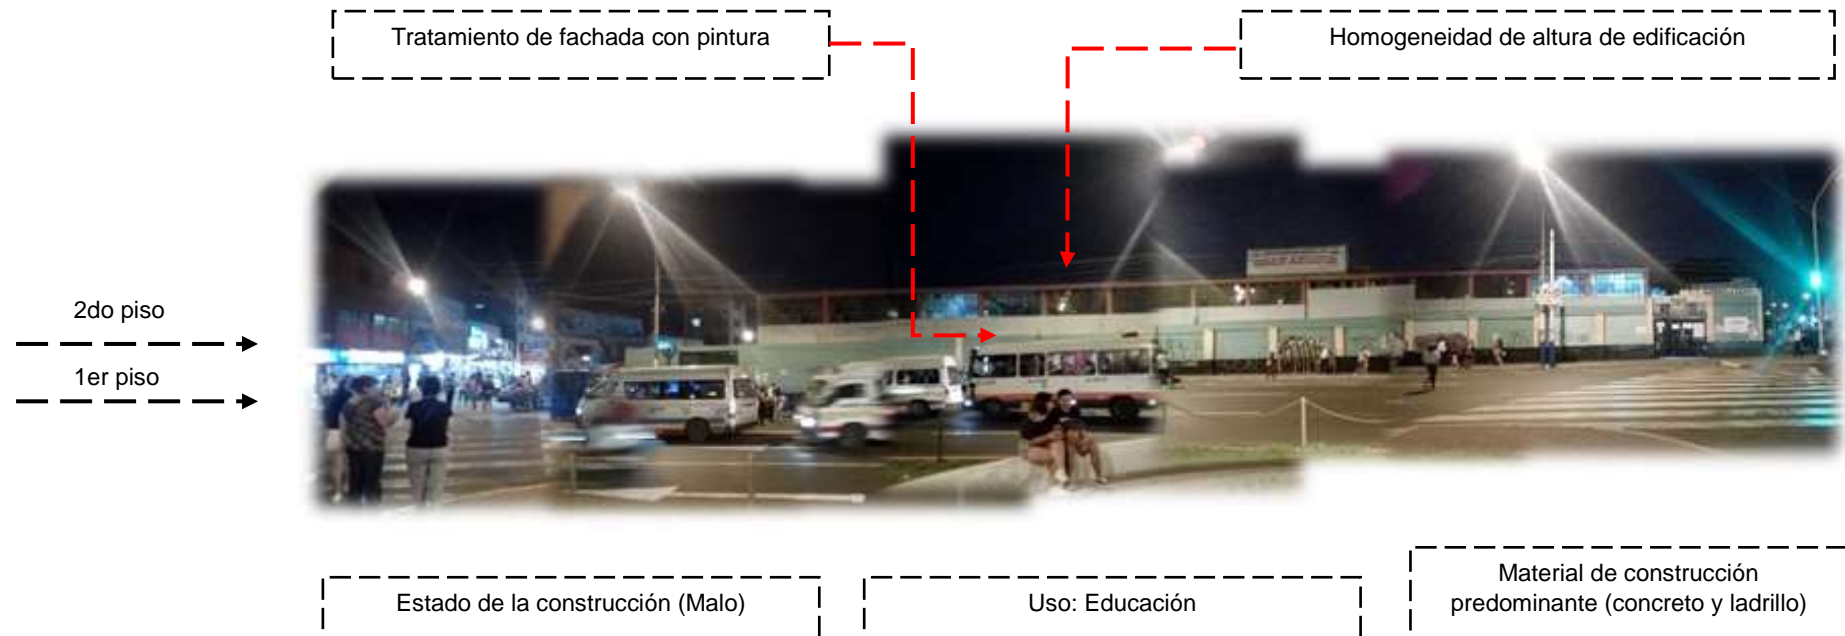 Tratamiento de fachada con pintura
Homogeneidad de altura de edificación
2do piso
1er piso
Estado de la construcción (Malo)
Uso: Educación
Material de construcción
predominante (concreto y ladrillo)